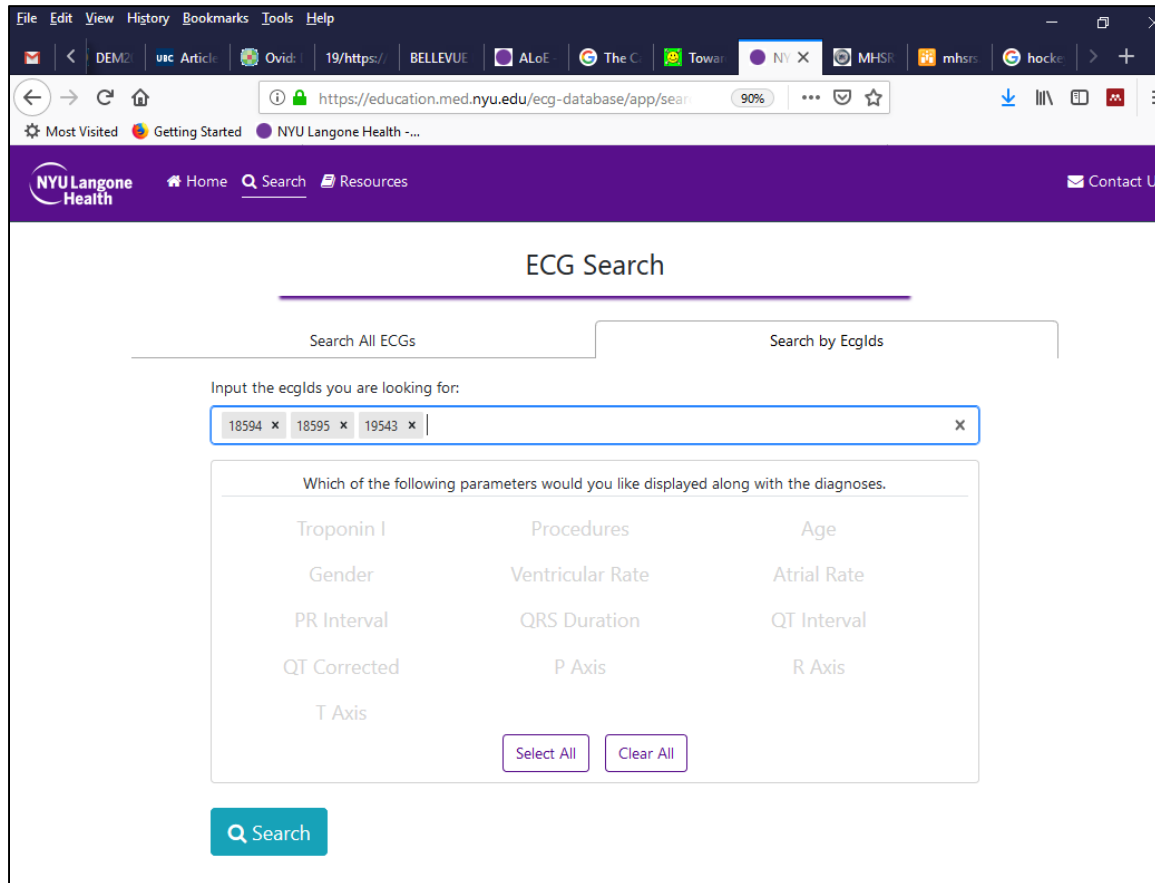 File Edit View History Bookmarks Tools Help
DEM2 UBC Article Ovid: 19/https:// BELLEVUE ALoE - The C Towar NY MHSR mhsrs hocke
https://education.med.nyu.edu/ecg-database/app/sear 90%
Most Visited Getting Started NYU Langone Health -...
NYU Langone Health
Home Search Resources Contact U
ECG Search
Search All ECGs Search by EcgIds
Input the ecgIds you are looking for:
18594 × 18595 × 19543 ×
Which of the following parameters would you like displayed along with the diagnoses.
Troponin I Procedures Age
Gender Ventricular Rate Atrial Rate
PR Interval QRS Duration QT Interval
QT Corrected P Axis R Axis
T Axis
Select All Clear All
Search